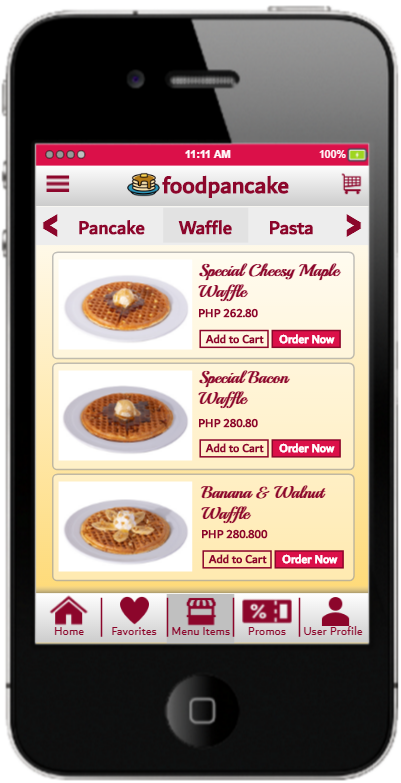 11:11 AM 100%
foodpancake
< Pancake Waffle Pasta >
Special Cheesy Maple
Waffle
PHP 262.80
Add to Cart Order Now
Special Bacon
Waffle
PHP 280.80
Add to Cart Order Now
Banana & Walnut
Waffle
PHP 280.800
Add to Cart Order Now
%
Home Favorites Menu Items Promos User Profile